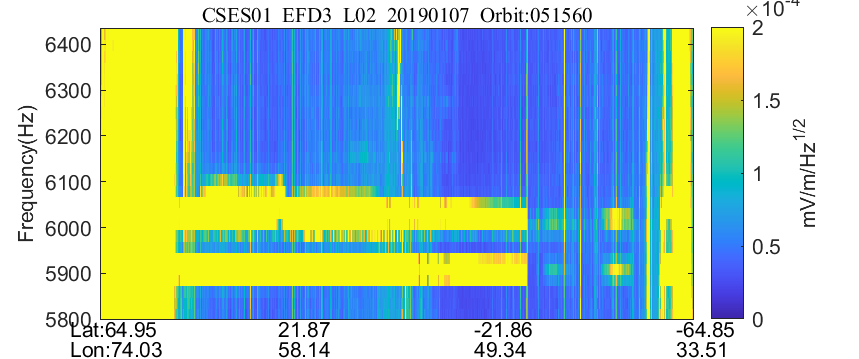 CSES01 EFD3 L02 20190107 Orbit:051560
×10⁻⁴
6400
6300
6200
6100
6000
5900
5800
Frequency(Hz)
2
1.5
1
0.5
0
mV/m/Hz^1/2
Lat:64.95 21.87 -21.86 -64.85
Lon:74.03 58.14 49.34 33.51